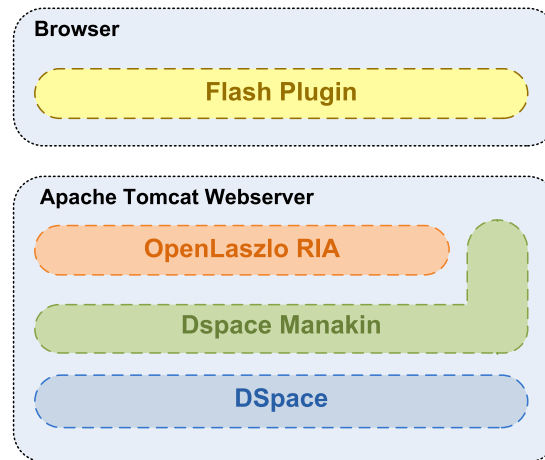 Browser
Flash Plugin
Apache Tomcat Webserver
OpenLaszlo RIA
Dspace Manakin
DSpace